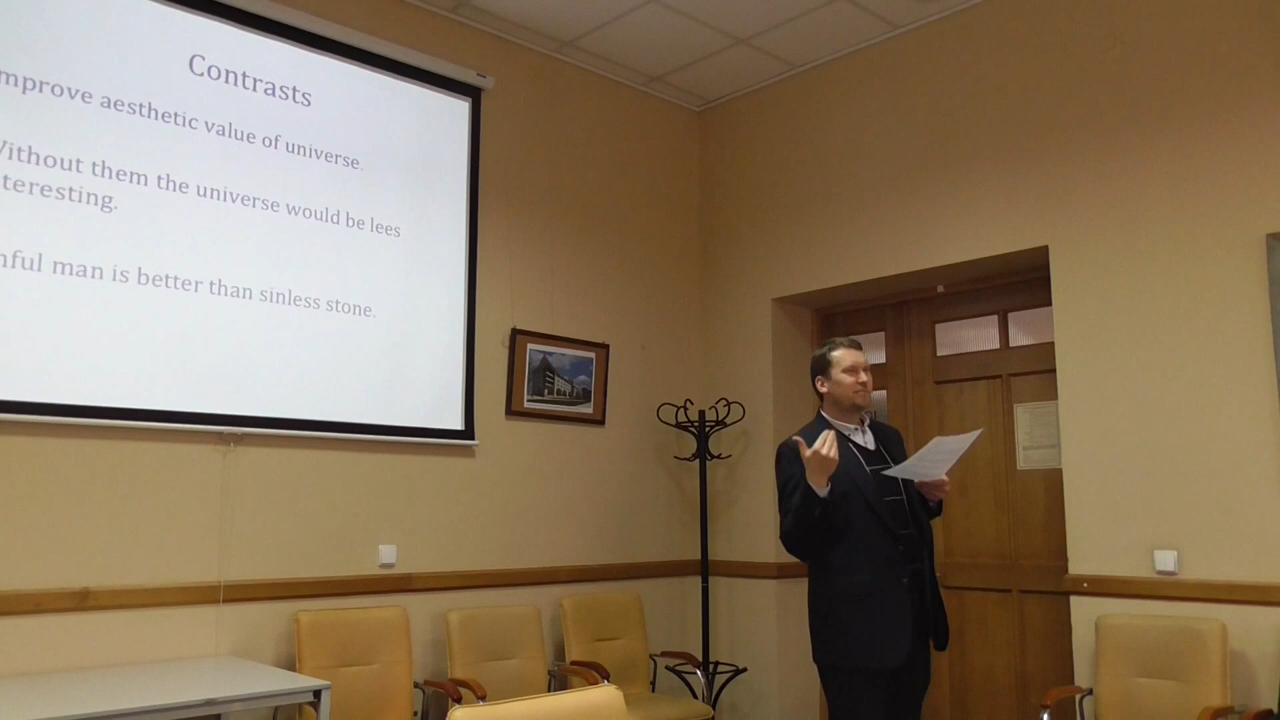 Contrasts
mprove aesthetic value of universe.
Vithout them the universe would be lees
teresting.
nful man is better than sinless stone.